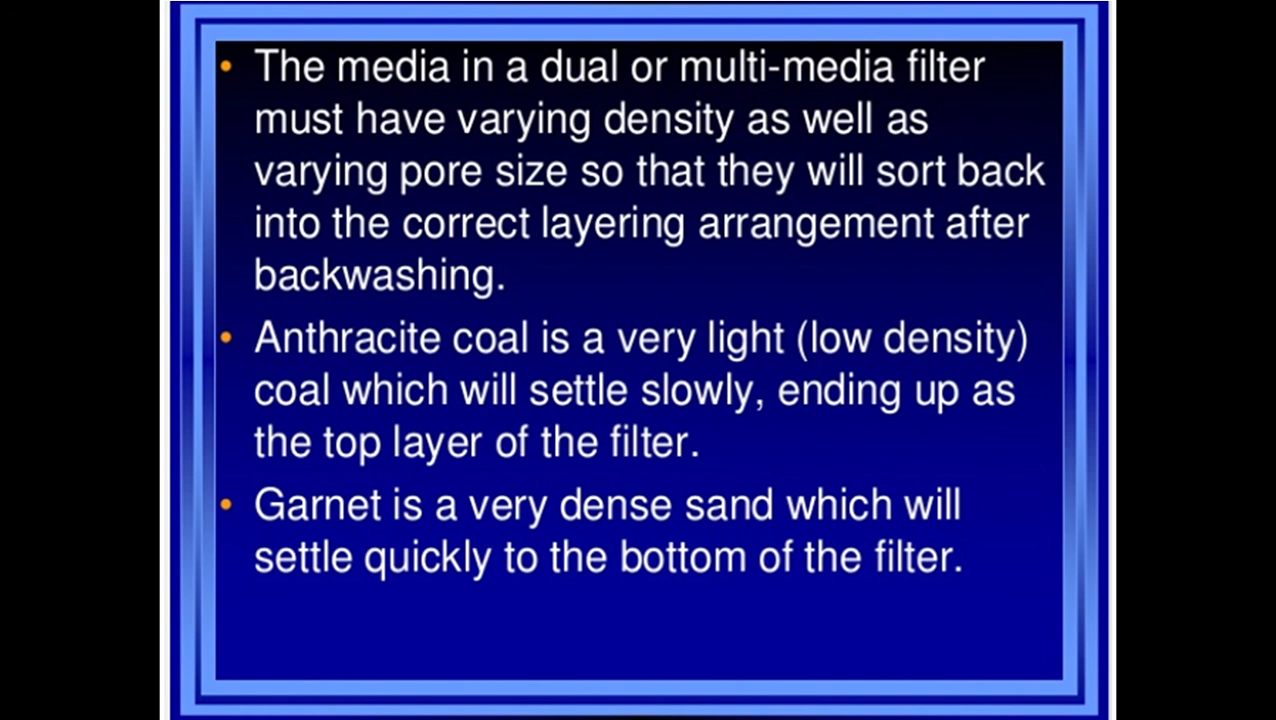 • The media in a dual or multi-media filter
must have varying density as well as
varying pore size so that they will sort back
into the correct layering arrangement after
backwashing.
• Anthracite coal is a very light (low density)
coal which will settle slowly, ending up as
the top layer of the filter.
• Garnet is a very dense sand which will
settle quickly to the bottom of the filter.